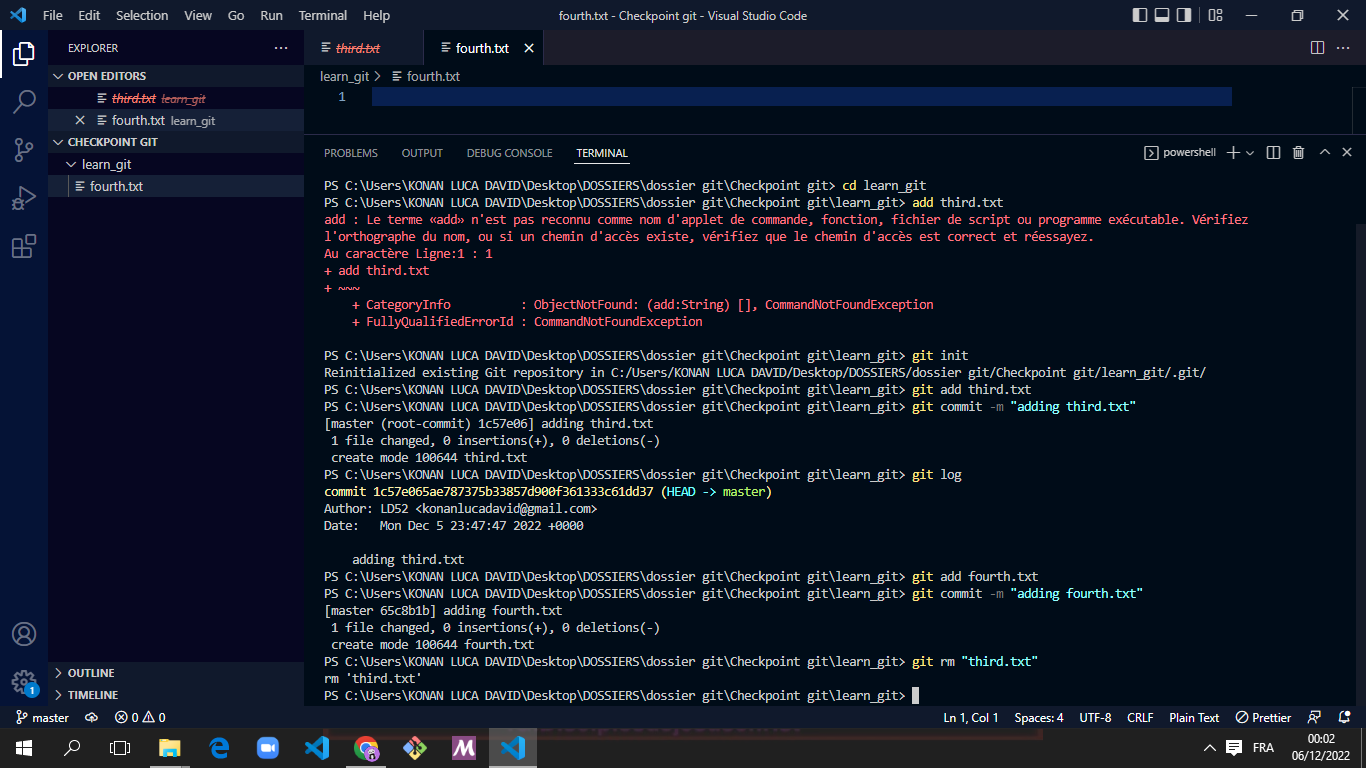 File Edit Selection View Go Run Terminal Help
fourth.txt - Checkpoint git - Visual Studio Code
EXPLORER
OPEN EDITORS
third.txt learn_git
fourth.txt learn_git
CHECKPOINT GIT
learn_git
fourth.txt
OUTLINE
TIMELINE
third.txt
fourth.txt
learn_git > fourth.txt
1
PROBLEMS OUTPUT DEBUG CONSOLE TERMINAL
powershell
PS C:\Users\KONAN LUCA DAVID\Desktop\DOSSIERS\dossier git\Checkpoint git> cd learn_git
PS C:\Users\KONAN LUCA DAVID\Desktop\DOSSIERS\dossier git\Checkpoint git\learn_git> add third.txt
add : Le terme «add» n'est pas reconnu comme nom d'applet de commande, fonction, fichier de script ou programme exécutable. Vérifiez
l'orthographe du nom, ou si un chemin d'accès existe, vérifiez que le chemin d'accès est correct et réessayez.
Au caractère Ligne:1 : 1
+ add third.txt
+ ~~~
+ CategoryInfo : ObjectNotFound: (add:String) [], CommandNotFoundException
+ FullyQualifiedErrorId : CommandNotFoundException
PS C:\Users\KONAN LUCA DAVID\Desktop\DOSSIERS\dossier git\Checkpoint git\learn_git> git init
Reinitialized existing Git repository in C:/Users/KONAN LUCA DAVID/Desktop/DOSSIERS/dossier git/Checkpoint git/learn_git/.git/
PS C:\Users\KONAN LUCA DAVID\Desktop\DOSSIERS\dossier git\Checkpoint git\learn_git> git add third.txt
PS C:\Users\KONAN LUCA DAVID\Desktop\DOSSIERS\dossier git\Checkpoint git\learn_git> git commit -m "adding third.txt"
[master (root-commit) 1c57e06] adding third.txt
1 file changed, 0 insertions(+), 0 deletions(-)
create mode 100644 third.txt
PS C:\Users\KONAN LUCA DAVID\Desktop\DOSSIERS\dossier git\Checkpoint git\learn_git> git log
commit 1c57e065ae787375b33857d900f361333c61dd37 (HEAD -> master)
Author: LD52 <konanlucadavid@gmail.com>
Date: Mon Dec 5 23:47:47 2022 +0000
adding third.txt
PS C:\Users\KONAN LUCA DAVID\Desktop\DOSSIERS\dossier git\Checkpoint git\learn_git> git add fourth.txt
PS C:\Users\KONAN LUCA DAVID\Desktop\DOSSIERS\dossier git\Checkpoint git\learn_git> git commit -m "adding fourth.txt"
[master 65c8b1b] adding fourth.txt
1 file changed, 0 insertions(+), 0 deletions(-)
create mode 100644 fourth.txt
PS C:\Users\KONAN LUCA DAVID\Desktop\DOSSIERS\dossier git\Checkpoint git\learn_git> git rm "third.txt"
rm 'third.txt'
PS C:\Users\KONAN LUCA DAVID\Desktop\DOSSIERS\dossier git\Checkpoint git\learn_git>
1
master 0 0
Ln 1, Col 1 Spaces: 4 UTF-8 CRLF Plain Text Prettier
FRA
00:02
06/12/2022